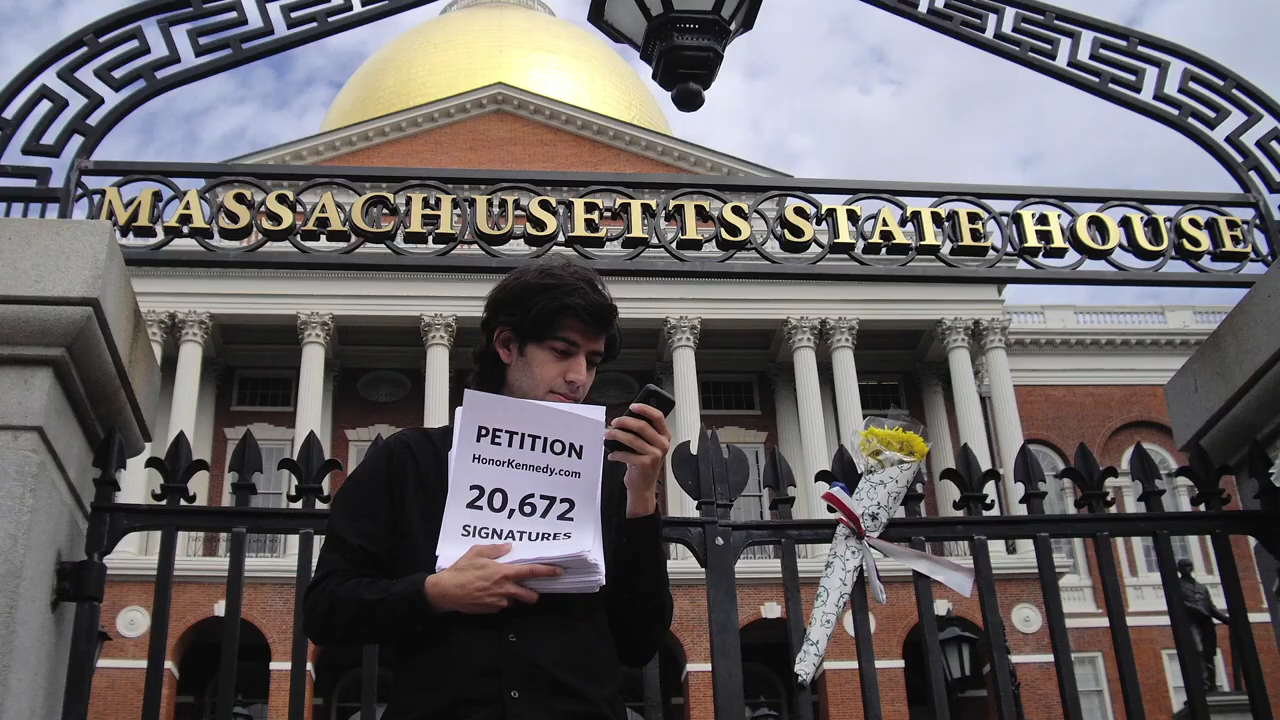 MASSACHUSETTS STATE HOUSE
PETITION
HonorKennedy.com
20,672
SIGNATURES